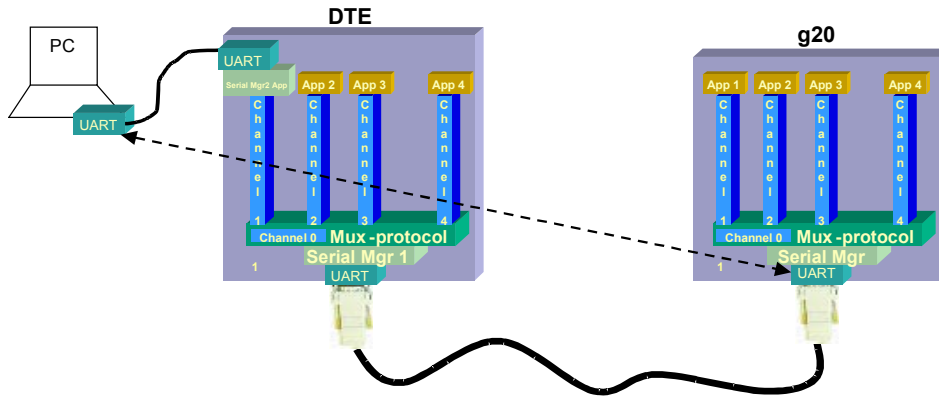 DTE
g20
PC
UART
UART
Serial Mgr2 App
App 2
App 3
App 4
Channel 1
Channel 2
Channel 3
Channel 4
Channel 0
Mux-protocol
Serial Mgr 1
1
UART
App 1
App 2
App 3
App 4
Channel 1
Channel 2
Channel 3
Channel 4
Channel 0
Mux-protocol
Serial Mgr
1
UART